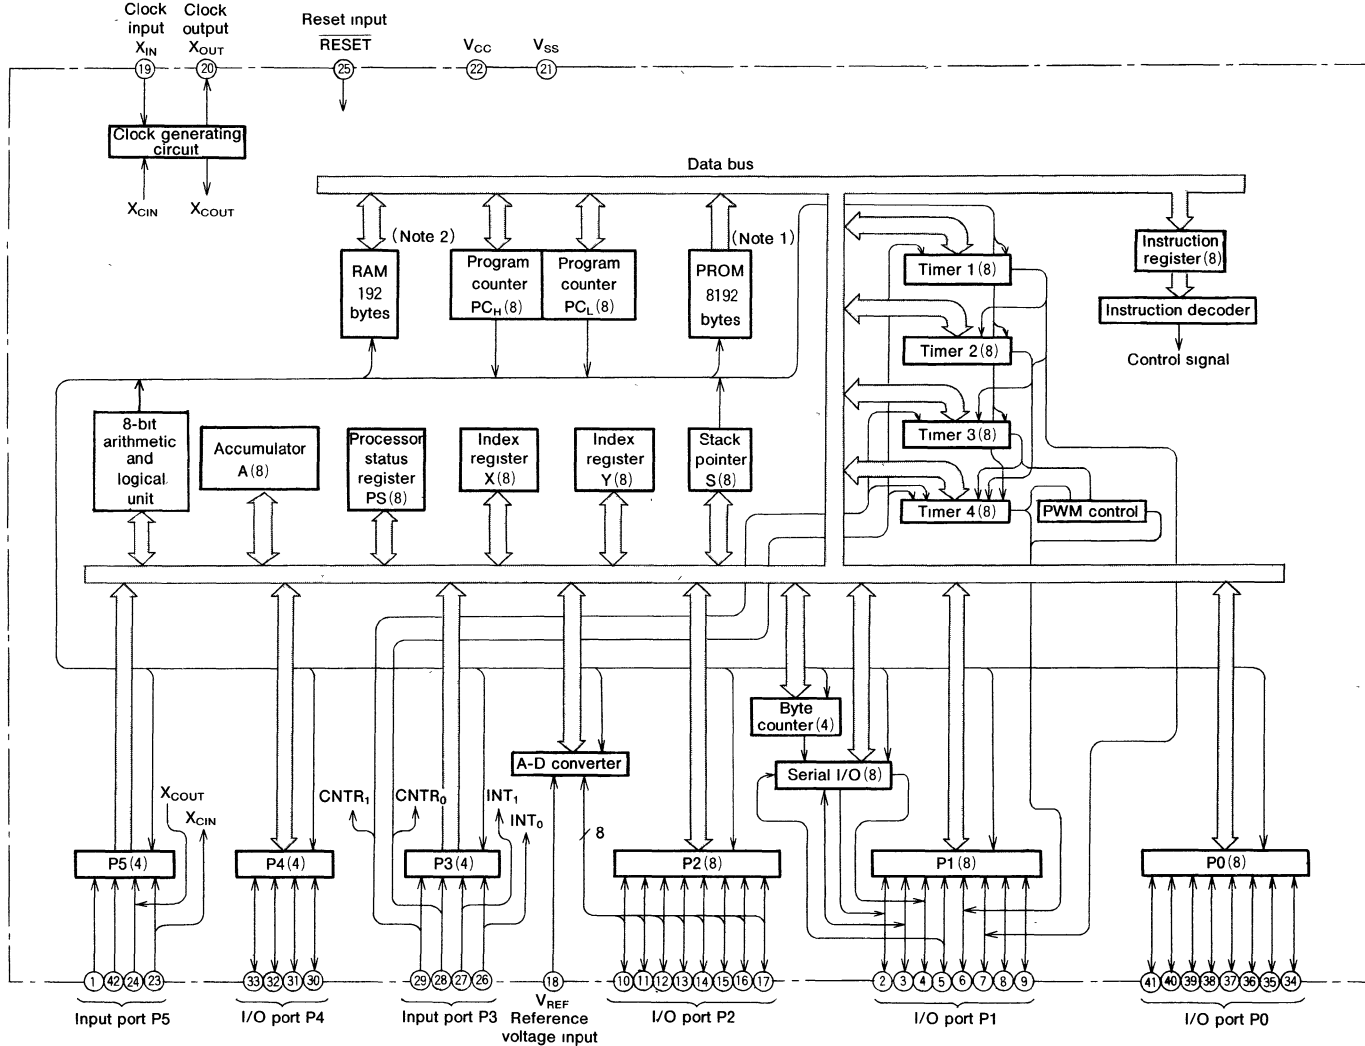 Clock input XIN
Clock output XOUT
Reset input
RESET
VCC
VSS
19
20
25
22
21
Clock generating circuit
XCIN
XCOUT
Data bus
(Note 2)
(Note 1)
RAM 192 bytes
Program counter PCH(8)
Program counter PCL(8)
PROM 8192 bytes
Timer 1(8)
Timer 2(8)
Timer 3(8)
Timer 4(8)
PWM control
Instruction register(8)
Instruction decoder
Control signal
8-bit arithmetic and logical unit
Accumulator A(8)
Processor status register PS(8)
Index register X(8)
Index register Y(8)
Stack pointer S(8)
Byte counter(4)
A-D converter
Serial I/O(8)
XCOUT
XCIN
CNTR1
CNTR0
INT1
INT0
8
P5(4)
P4(4)
P3(4)
P2(8)
P1(8)
P0(8)
1 42 24 23
33 32 31 30
29 28 27 26
18
10 11 12 13 14 15 16 17
2 3 4 5 6 7 8 9
41 40 39 38 37 36 35 34
Input port P5
I/O port P4
Input port P3
VREF
Reference voltage input
I/O port P2
I/O port P1
I/O port P0